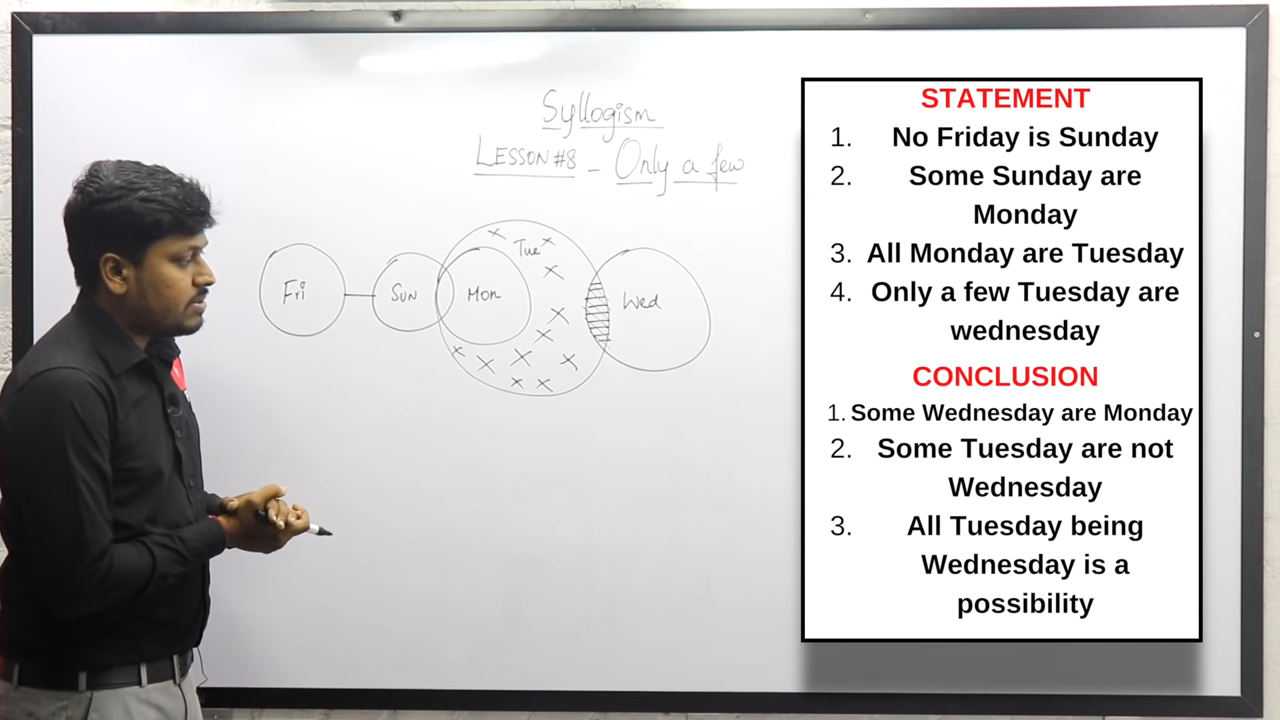 Syllogism
LESSON #8 - Only a few
Fri
Sun
Mon
Tue
Wed
STATEMENT
1. No Friday is Sunday
2. Some Sunday are
Monday
3. All Monday are Tuesday
4. Only a few Tuesday are
wednesday
CONCLUSION
1. Some Wednesday are Monday
2. Some Tuesday are not
Wednesday
3. All Tuesday being
Wednesday is a
possibility